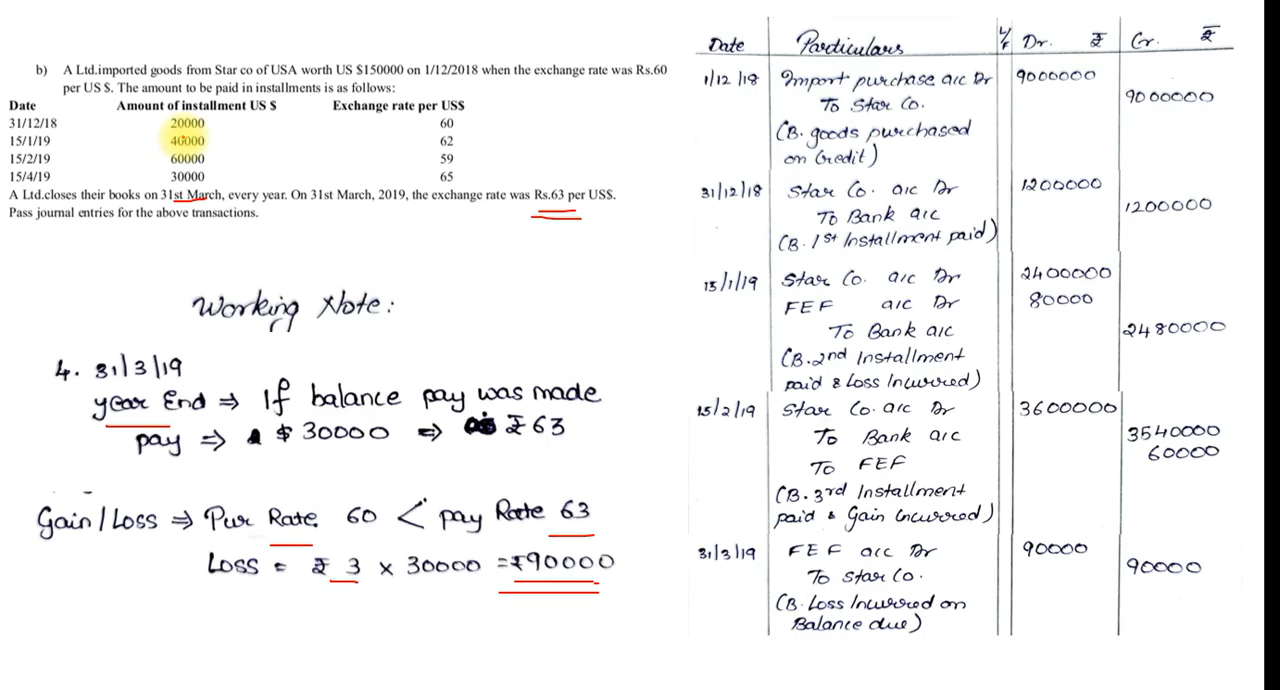 b) A Ltd.imported goods from Star co of USA worth US $150000 on 1/12/2018 when the exchange rate was Rs.60
per US $. The amount to be paid in installments is as follows:
Date Amount of installment US $ Exchange rate per US$
31/12/18 20000 60
15/1/19 40000 62
15/2/19 60000 59
15/4/19 30000 65
A Ltd.closes their books on 31st March, every year. On 31st March, 2019, the exchange rate was Rs.63 per US$.
Pass journal entries for the above transactions.
Working Note:
4. 31/3/19
year End ⇒ If balance pay was made
pay ⇒ $ 30000 ⇒ ₹63
Gain/Loss ⇒ Pur Rate 60 < pay Rate 63
Loss = ₹ 3 x 30000 = ₹90000
Date Particulars L/F Dr. ₹ Cr. ₹
1/12/18 Import purchase a/c Dr 9000000
To Star Co. 9000000
(B. goods purchased
on Credit)
31/12/18 Star Co. a/c Dr 1200000
To Bank a/c 1200000
(B. 1st Installment paid)
15/1/19 Star Co. a/c Dr 2400000
FEF a/c Dr 80000
To Bank a/c 2480000
(B. 2nd Installment
paid & Loss Incurred)
15/2/19 Star Co. a/c Dr 3600000
To Bank a/c 3540000
To FEF 60000
(B. 3rd Installment
paid & Gain Incurred)
31/3/19 FEF a/c Dr 90000
To Star Co. 90000
(B. Loss Incurred on
Balance due)